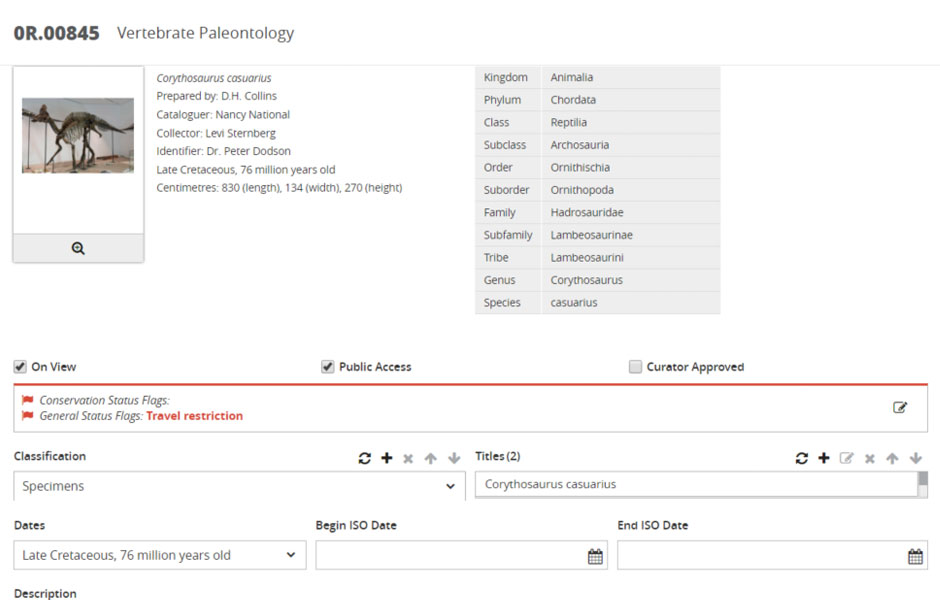 0R.00845 Vertebrate Paleontology
Corythosaurus casuarius
Prepared by: D.H. Collins
Cataloguer: Nancy National
Collector: Levi Sternberg
Identifier: Dr. Peter Dodson
Late Cretaceous, 76 million years old
Centimetres: 830 (length), 134 (width), 270 (height)
Kingdom Animalia
Phylum Chordata
Class Reptilia
Subclass Archosauria
Order Ornithischia
Suborder Ornithopoda
Family Hadrosauridae
Subfamily Lambeosaurinae
Tribe Lambeosaurini
Genus Corythosaurus
Species casuarius
On View Public Access Curator Approved
Conservation Status Flags:
General Status Flags: Travel restriction
Classification Titles (2)
Specimens Corythosaurus casuarius
Dates Begin ISO Date End ISO Date
Late Cretaceous, 76 million years old
Description